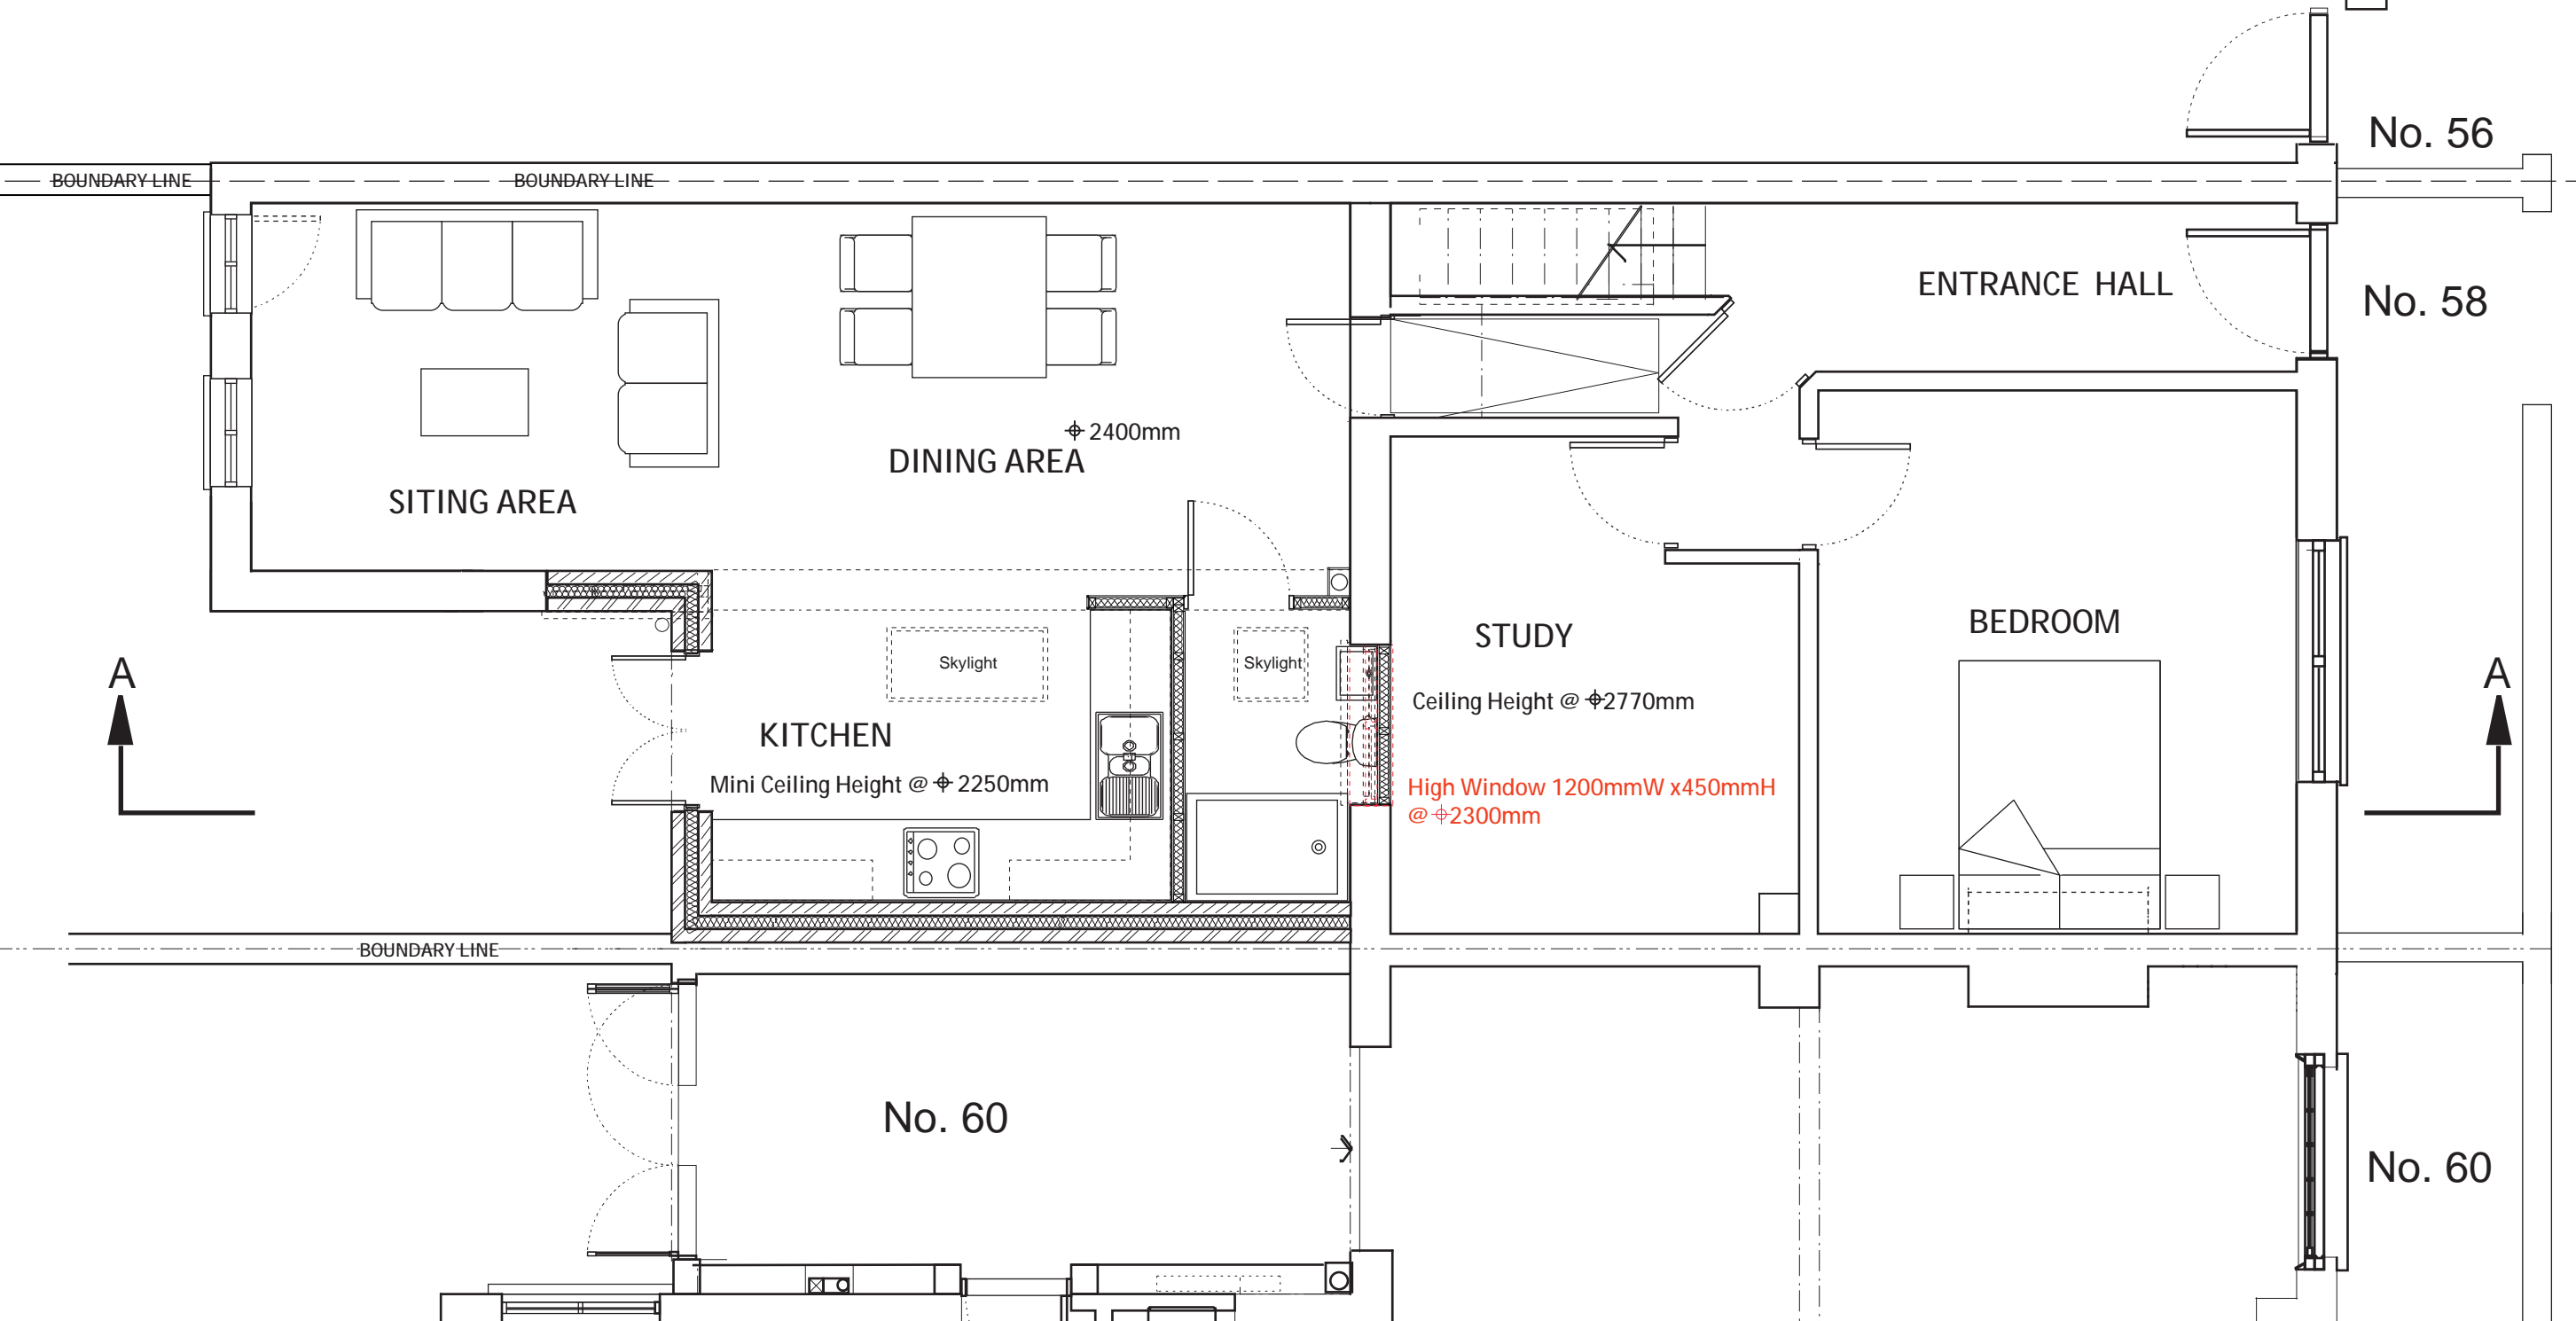 No. 56
BOUNDARY LINE
BOUNDARY LINE
ENTRANCE HALL
No. 58
2400mm
DINING AREA
SITING AREA
STUDY
BEDROOM
Skylight
Skylight
A
A
Ceiling Height @ 2770mm
KITCHEN
Mini Ceiling Height @ 2250mm
High Window 1200mmW x450mmH
@ 2300mm
BOUNDARY LINE
No. 60
No. 60